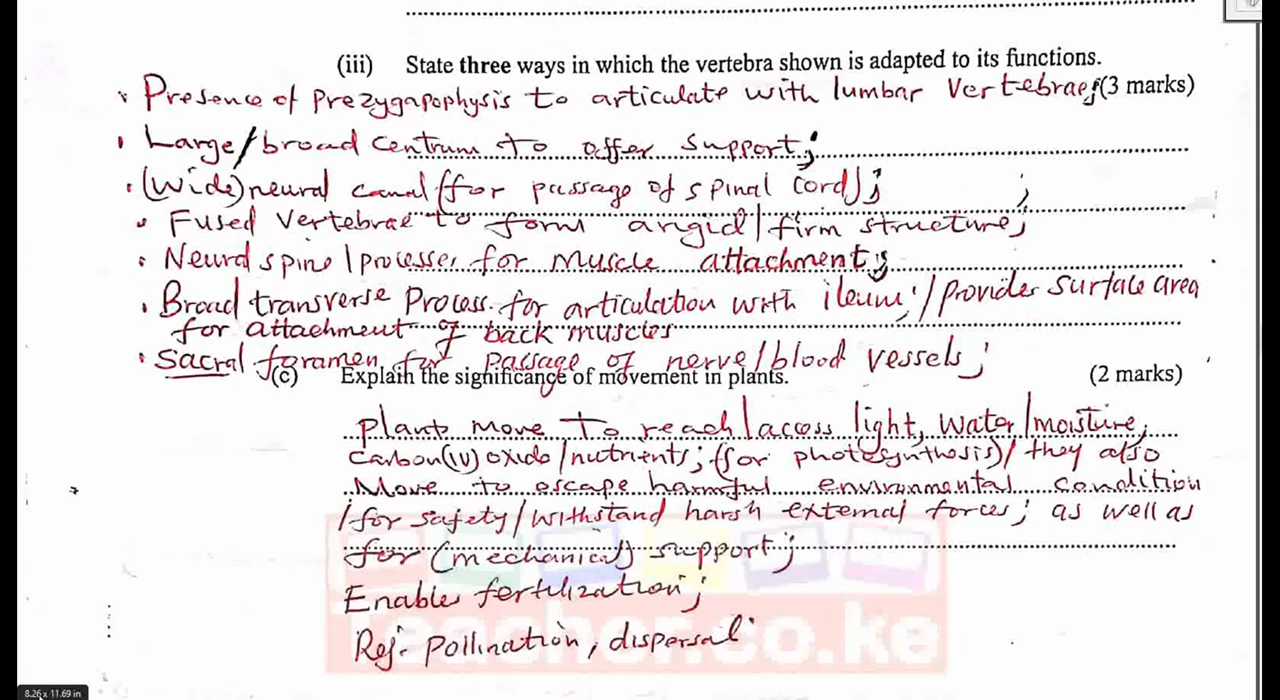 (iii) State three ways in which the vertebra shown is adapted to its functions.
• Presence of prezygapophysis to articulate with lumbar vertebrae; (3 marks)
• Large/broad centrum to offer support;
• (Wide) neural canal (for passage of spinal cord);
• Fused vertebrae to form a rigid/firm structure;
• Neural spine/processes for muscle attachment;
• Broad transverse process for articulation with ileum;/provides surface area
for attachment of back muscles
• Sacral foramen for passage of nerve/blood vessels;
(c) Explain the significance of movement in plants. (2 marks)
Plants move to reach/access light, water/moisture,
carbon(iv) oxide/nutrients; (for photosynthesis)/they also
move to escape harmful environmental condition
/for safety/withstand harsh external forces; as well as
for (mechanical) support;
Enable fertilization;
Rej. pollination, dispersal
8.26 x 11.69 in